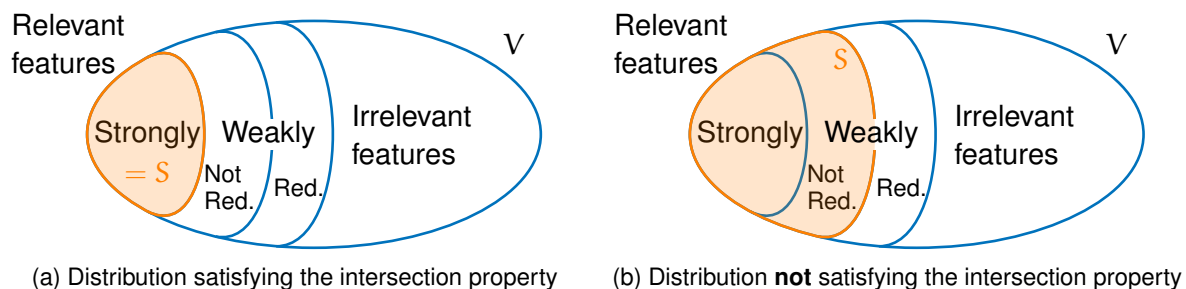 Relevant
features
V
Strongly
= S
Weakly
Not
Red.
Red.
Irrelevant
features
(a) Distribution satisfying the intersection property
Relevant
features
V
S
Strongly
Weakly
Not
Red.
Red.
Irrelevant
features
(b) Distribution not satisfying the intersection property